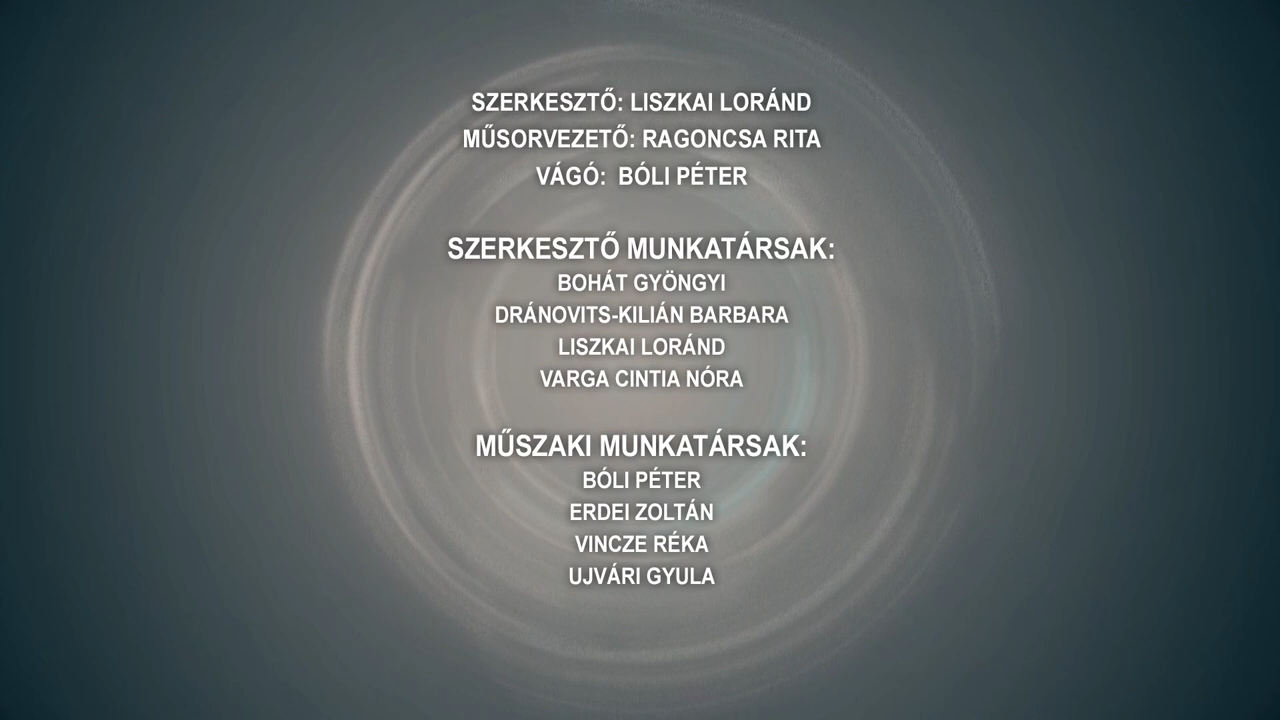 SZERKESZTŐ: LISZKAI LORÁND
MŰSORVEZETŐ: RAGONCSA RITA
VÁGÓ:  BÓLI PÉTER
SZERKESZTŐ MUNKATÁRSAK:
BOHÁT GYÖNGYI
DRÁNOVITS-KILIÁN BARBARA
LISZKAI LORÁND
VARGA CINTIA NÓRA
MŰSZAKI MUNKATÁRSAK:
BÓLI PÉTER
ERDEI ZOLTÁN
VINCZE RÉKA
UJVÁRI GYULA